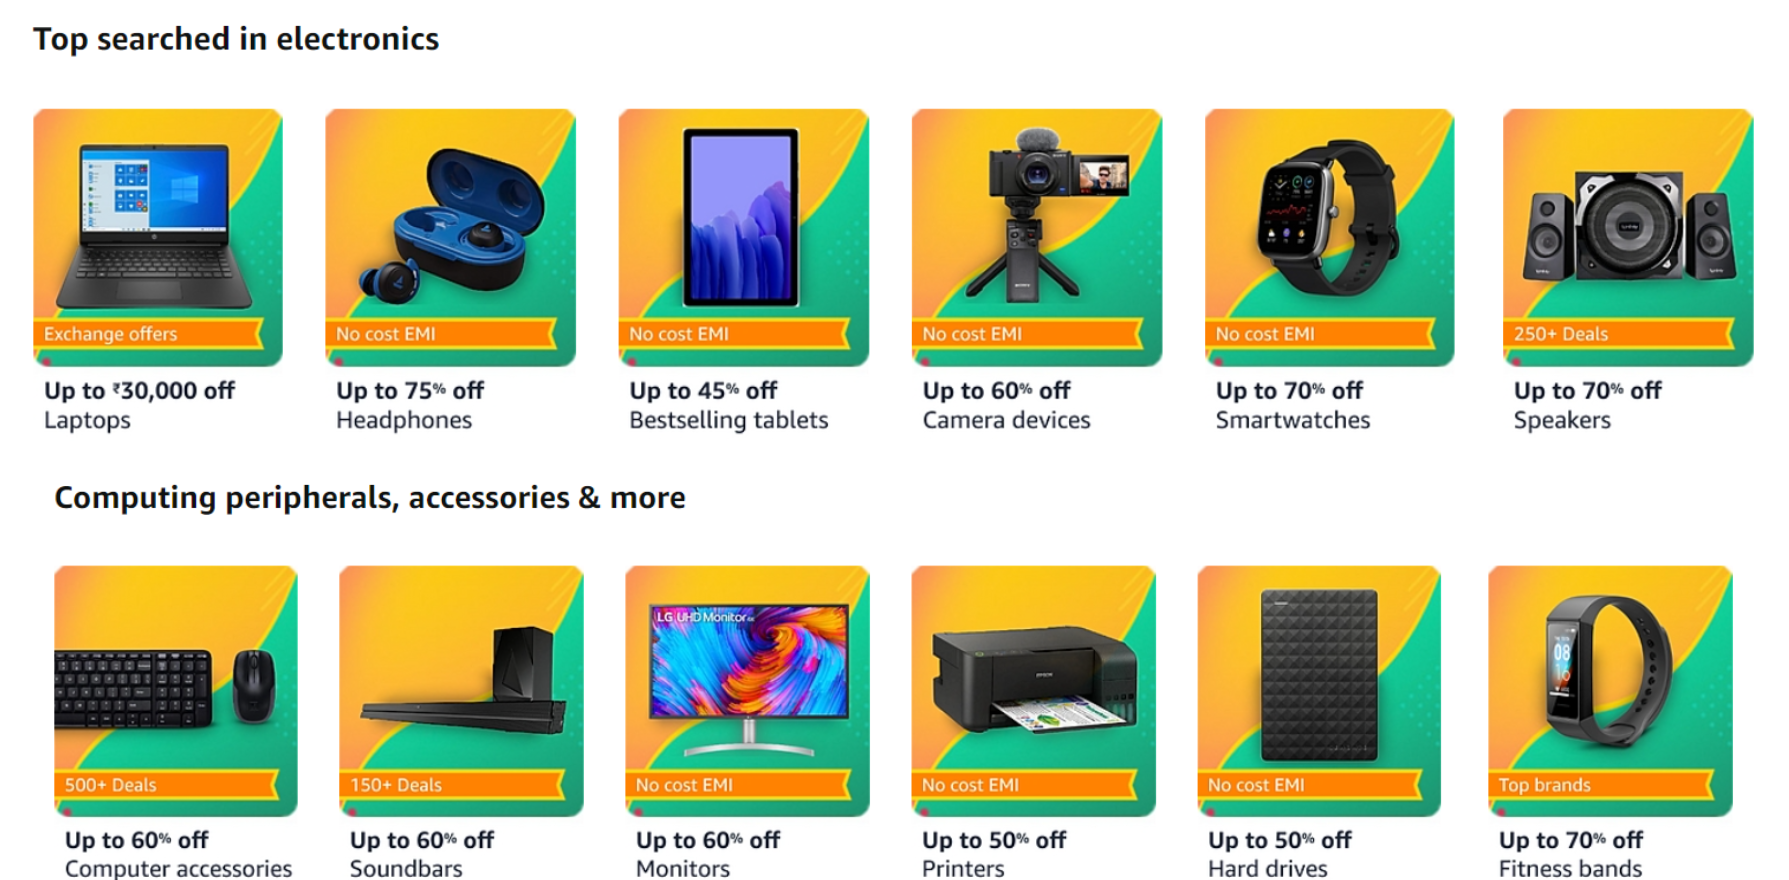 Top searched in electronics
Exchange offers
Up to ₹30,000 off
Laptops
No cost EMI
Up to 75% off
Headphones
No cost EMI
Up to 45% off
Bestselling tablets
No cost EMI
Up to 60% off
Camera devices
No cost EMI
Up to 70% off
Smartwatches
250+ Deals
Up to 70% off
Speakers
Computing peripherals, accessories & more
500+ Deals
Up to 60% off
Computer accessories
150+ Deals
Up to 60% off
Soundbars
LG UHD Monitor
No cost EMI
Up to 60% off
Monitors
EPSON
No cost EMI
Up to 50% off
Printers
No cost EMI
Up to 50% off
Hard drives
08
Top brands
Up to 70% off
Fitness bands